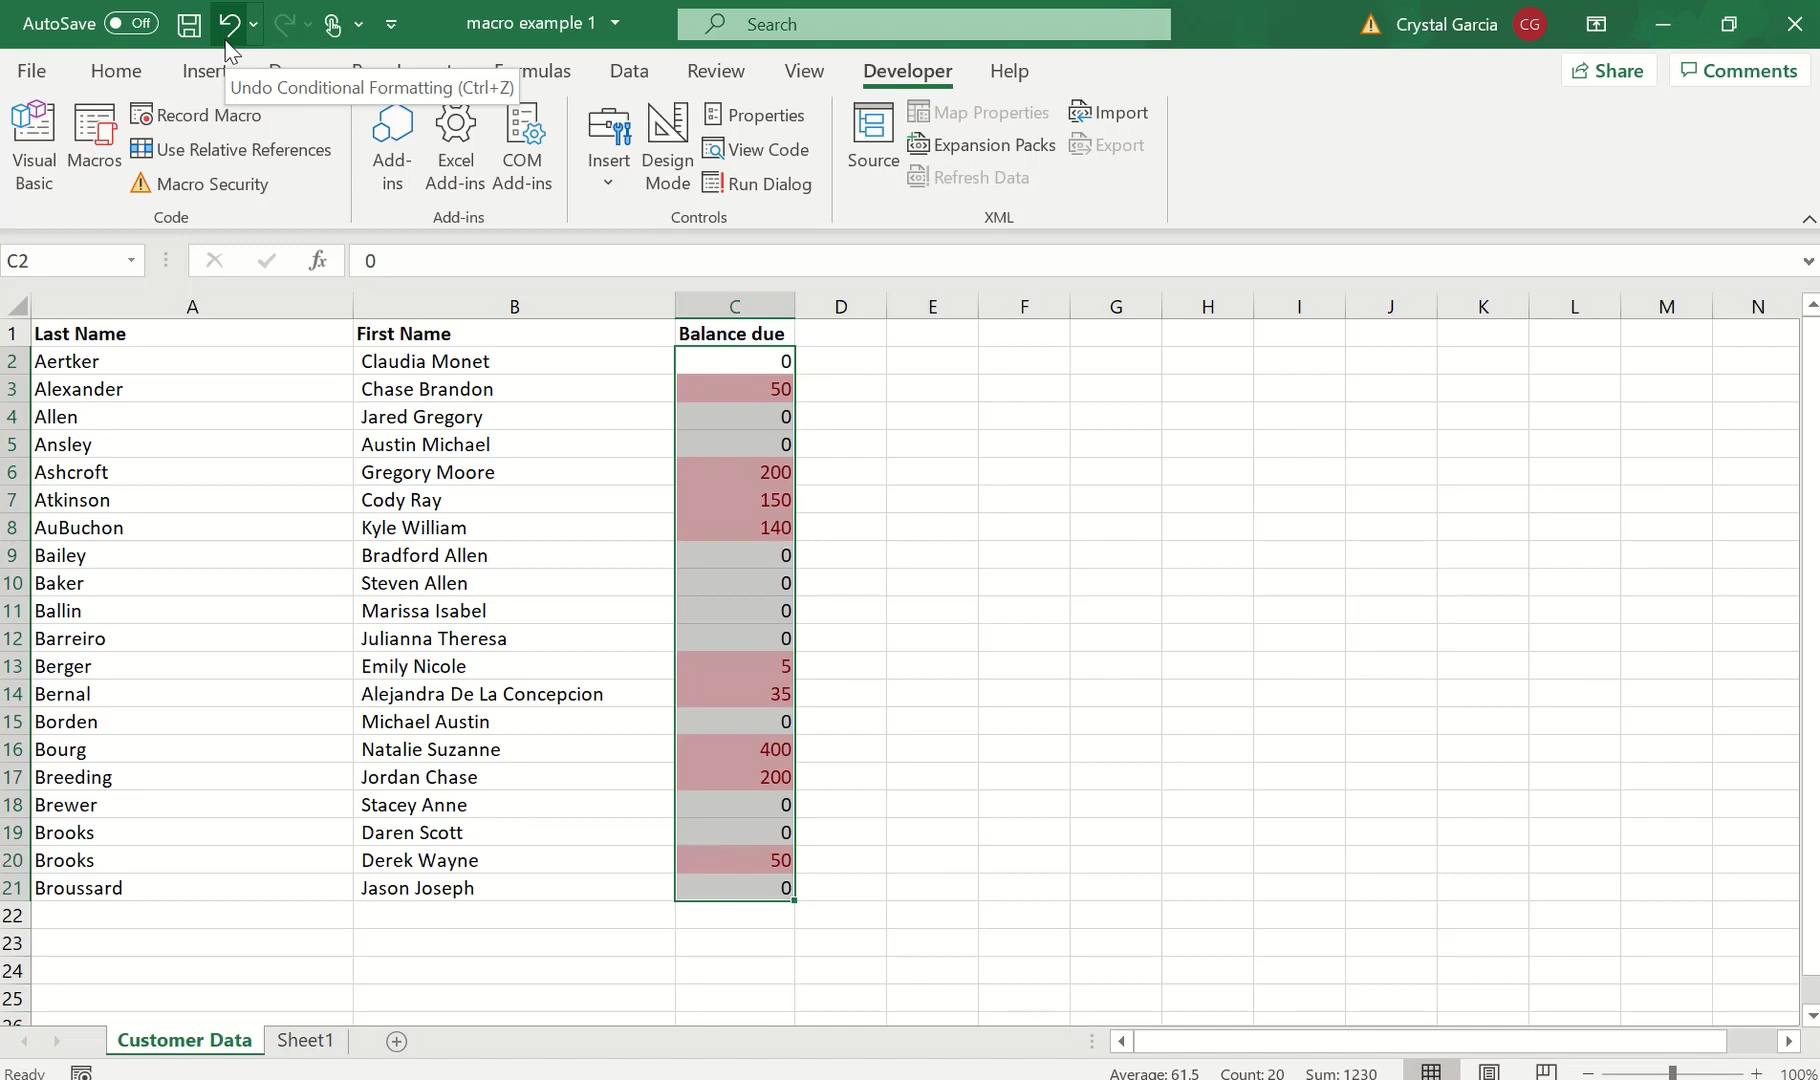 AutoSave Off macro example 1 Search Crystal Garcia CG
File Home Insert Formulas Data Review View Developer Help Share Comments
Undo Conditional Formatting (Ctrl+Z)
Visual Basic
Macros
Record Macro
Use Relative References
Macro Security
Code
Add-ins
Excel Add-ins
COM Add-ins
Add-ins
Insert
Design Mode
Properties
View Code
Run Dialog
Controls
Source
Map Properties
Expansion Packs
Refresh Data
Import
Export
XML
C2 fx 0
A B C D E F G H I J K L M N
1 Last Name First Name Balance due
2 Aertker Claudia Monet 0
3 Alexander Chase Brandon 50
4 Allen Jared Gregory 0
5 Ansley Austin Michael 0
6 Ashcroft Gregory Moore 200
7 Atkinson Cody Ray 150
8 AuBuchon Kyle William 140
9 Bailey Bradford Allen 0
10 Baker Steven Allen 0
11 Ballin Marissa Isabel 0
12 Barreiro Julianna Theresa 0
13 Berger Emily Nicole 5
14 Bernal Alejandra De La Concepcion 35
15 Borden Michael Austin 0
16 Bourg Natalie Suzanne 400
17 Breeding Jordan Chase 200
18 Brewer Stacey Anne 0
19 Brooks Daren Scott 0
20 Brooks Derek Wayne 50
21 Broussard Jason Joseph 0
22
23
24
25
26
Customer Data Sheet1
Ready Average: 61.5 Count: 20 Sum: 1230 100%